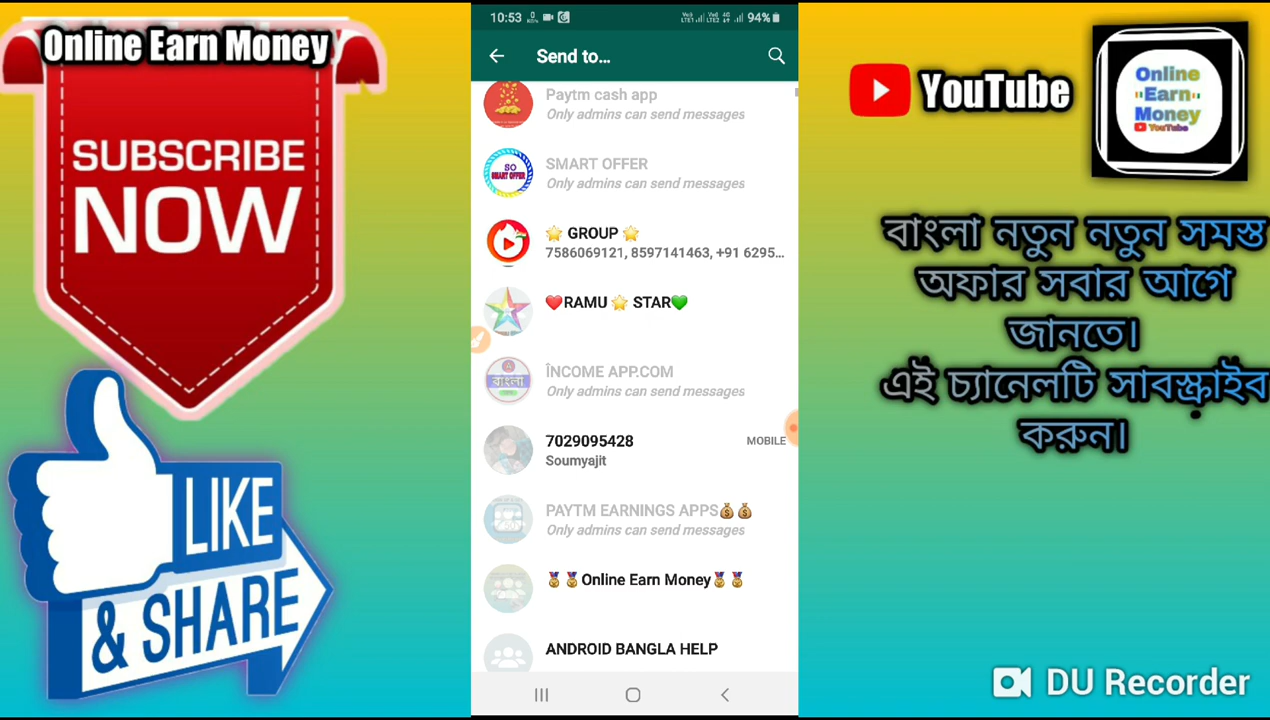 Online Earn Money
SUBSCRIBE
NOW
LIKE
& SHARE
10:53
94%
Send to...
Paytm cash app
Only admins can send messages
SO
SMART OFFER
SMART OFFER
Only admins can send messages
🌟 GROUP 🌟
7586069121, 8597141463, +91 6295...
❤️RAMU 🌟 STAR💚
বাংলা
ÎNCOME APP.COM
Only admins can send messages
7029095428
MOBILE
Soumyajit
PAYTM EARNINGS APPS💰💰
Only admins can send messages
🏅🏅Online Earn Money🏅🏅
ANDROID BANGLA HELP
YouTube
Online
Earn
Money
YouTube
বাংলা নতুন নতুন সমস্ত
অফার সবার আগে
জানতে।
এই চ্যানেলটি সাবস্ক্রাইব
করুন।
DU Recorder